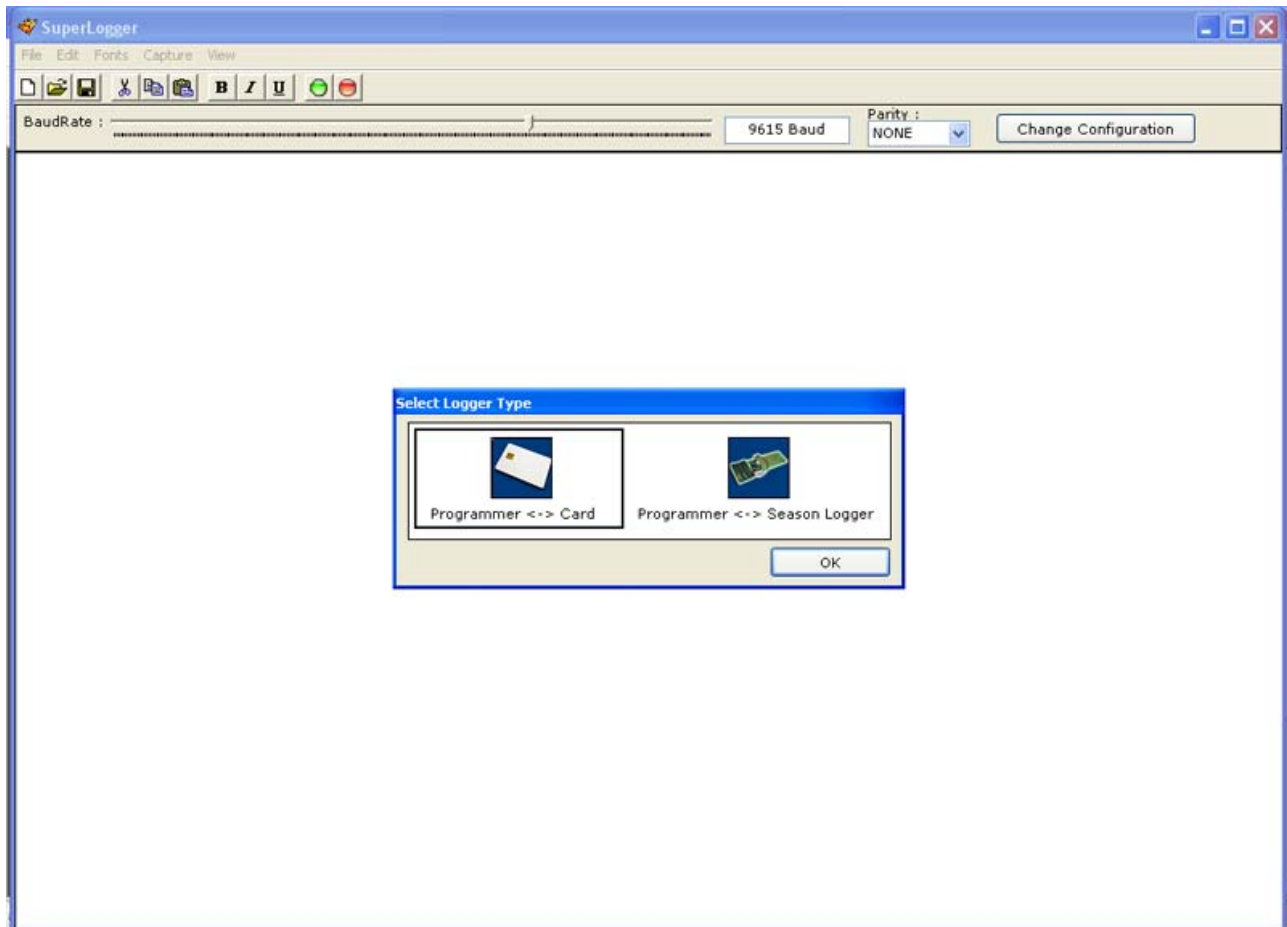 SuperLogger
File Edit Fonts Capture View
B I U
BaudRate : 9615 Baud Parity : NONE Change Configuration
Select Logger Type
Programmer <-> Card Programmer <-> Season Logger
OK